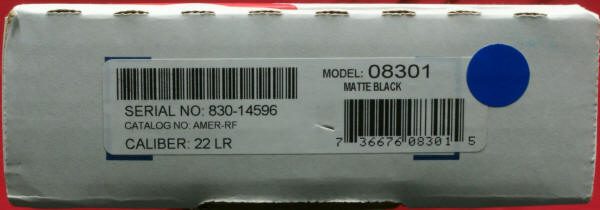 MODEL: 08301
MATTE BLACK
SERIAL NO: 830-14596
CATALOG NO: AMER-RF
CALIBER: 22 LR
7 36676 08301 5